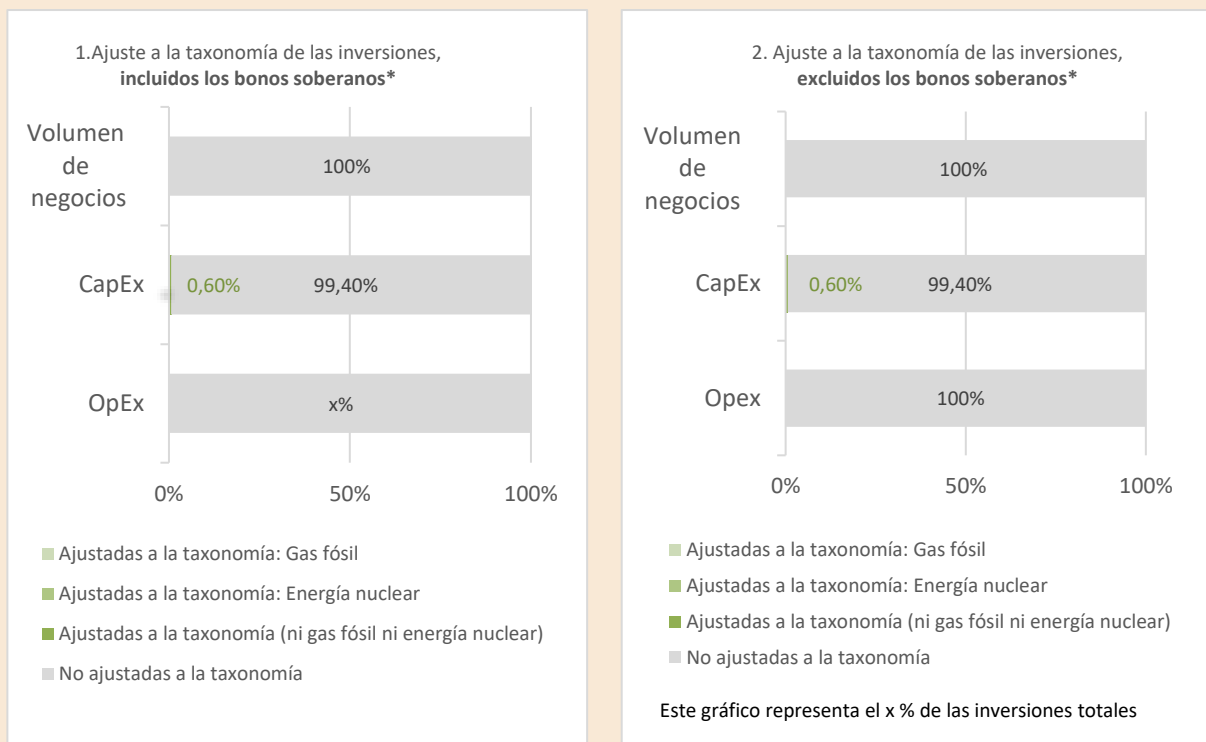 1.Ajuste a la taxonomía de las inversiones,
incluidos los bonos soberanos*
Volumen
de
negocios
100%
CapEx
0,60%
99,40%
OpEx
x%
0%
50%
100%
Ajustadas a la taxonomía: Gas fósil
Ajustadas a la taxonomía: Energía nuclear
Ajustadas a la taxonomía (ni gas fósil ni energía nuclear)
No ajustadas a la taxonomía
2. Ajuste a la taxonomía de las inversiones,
excluidos los bonos soberanos*
Volumen
de
negocios
100%
CapEx
0,60%
99,40%
Opex
100%
0%
50%
100%
Ajustadas a la taxonomía: Gas fósil
Ajustadas a la taxonomía: Energía nuclear
Ajustadas a la taxonomía (ni gas fósil ni energía nuclear)
No ajustadas a la taxonomía
Este gráfico representa el x % de las inversiones totales